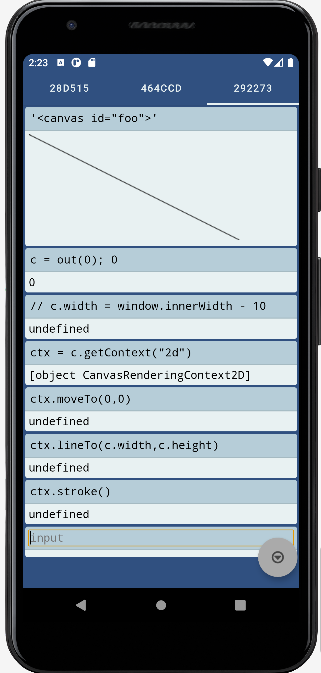 2:23
28D515 464CCD 292273
'<canvas id="foo">'
c = out(0); 0
0
// c.width = window.innerWidth - 10
undefined
ctx = c.getContext("2d")
[object CanvasRenderingContext2D]
ctx.moveTo(0,0)
undefined
ctx.lineTo(c.width,c.height)
undefined
ctx.stroke()
undefined
input